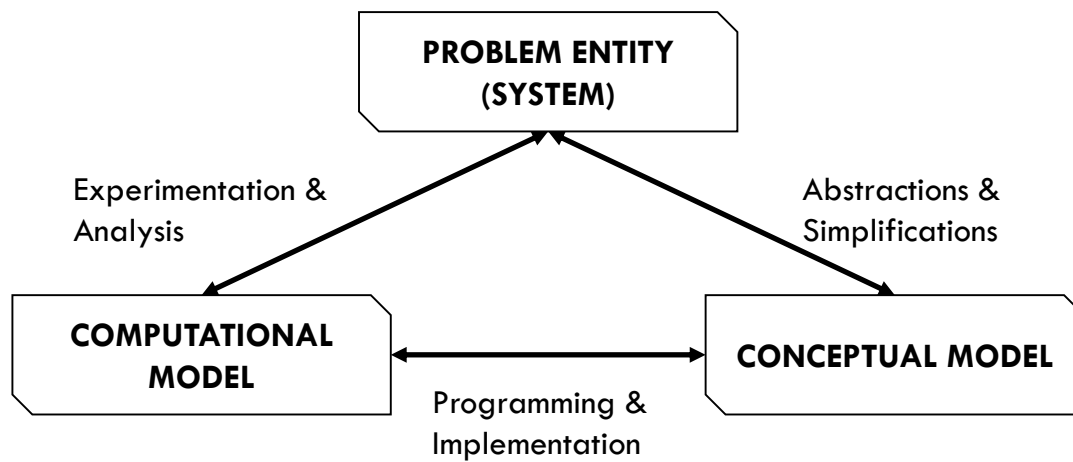 PROBLEM ENTITY
(SYSTEM)
Experimentation &
Analysis
Abstractions &
Simplifications
COMPUTATIONAL
MODEL
CONCEPTUAL MODEL
Programming &
Implementation